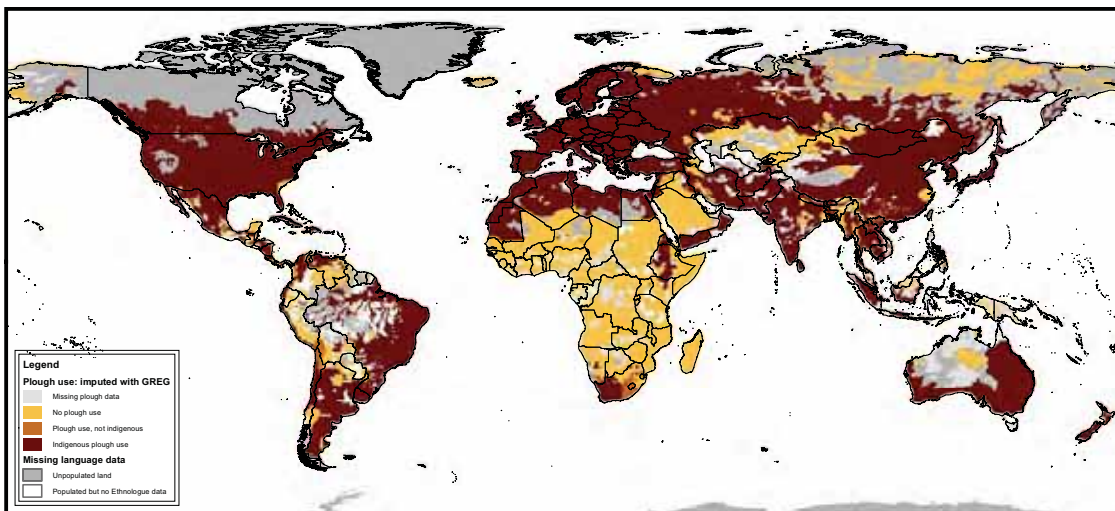 Legend
Plough use: imputed with GREG
Missing plough data
No plough use
Plough use, not indigenous
Indigenous plough use
Missing language data
Unpopulated land
Populated but no Ethnologue data